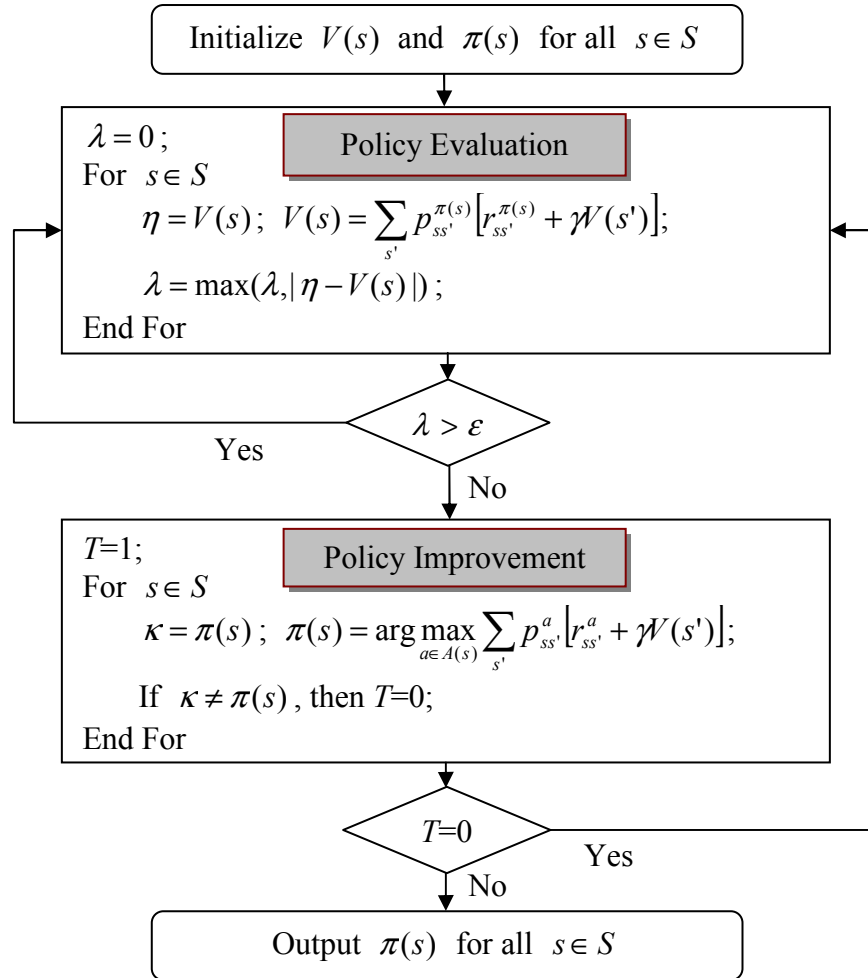 Initialize V(s) and π(s) for all s ∈ S
λ = 0 ;
Policy Evaluation
For s ∈ S
η = V(s) ; V(s) = ∑_{s'} p_{ss'}^{π(s)} [r_{ss'}^{π(s)} + γV(s')];
λ = max(λ,| η − V(s) |) ;
End For
λ > ε
Yes
No
T=1;
Policy Improvement
For s ∈ S
κ = π(s) ; π(s) = arg max_{a∈A(s)} ∑_{s'} p_{ss'}^{a} [r_{ss'}^{a} + γV(s')];
If κ ≠ π(s) , then T=0;
End For
T=0
Yes
No
Output π(s) for all s ∈ S